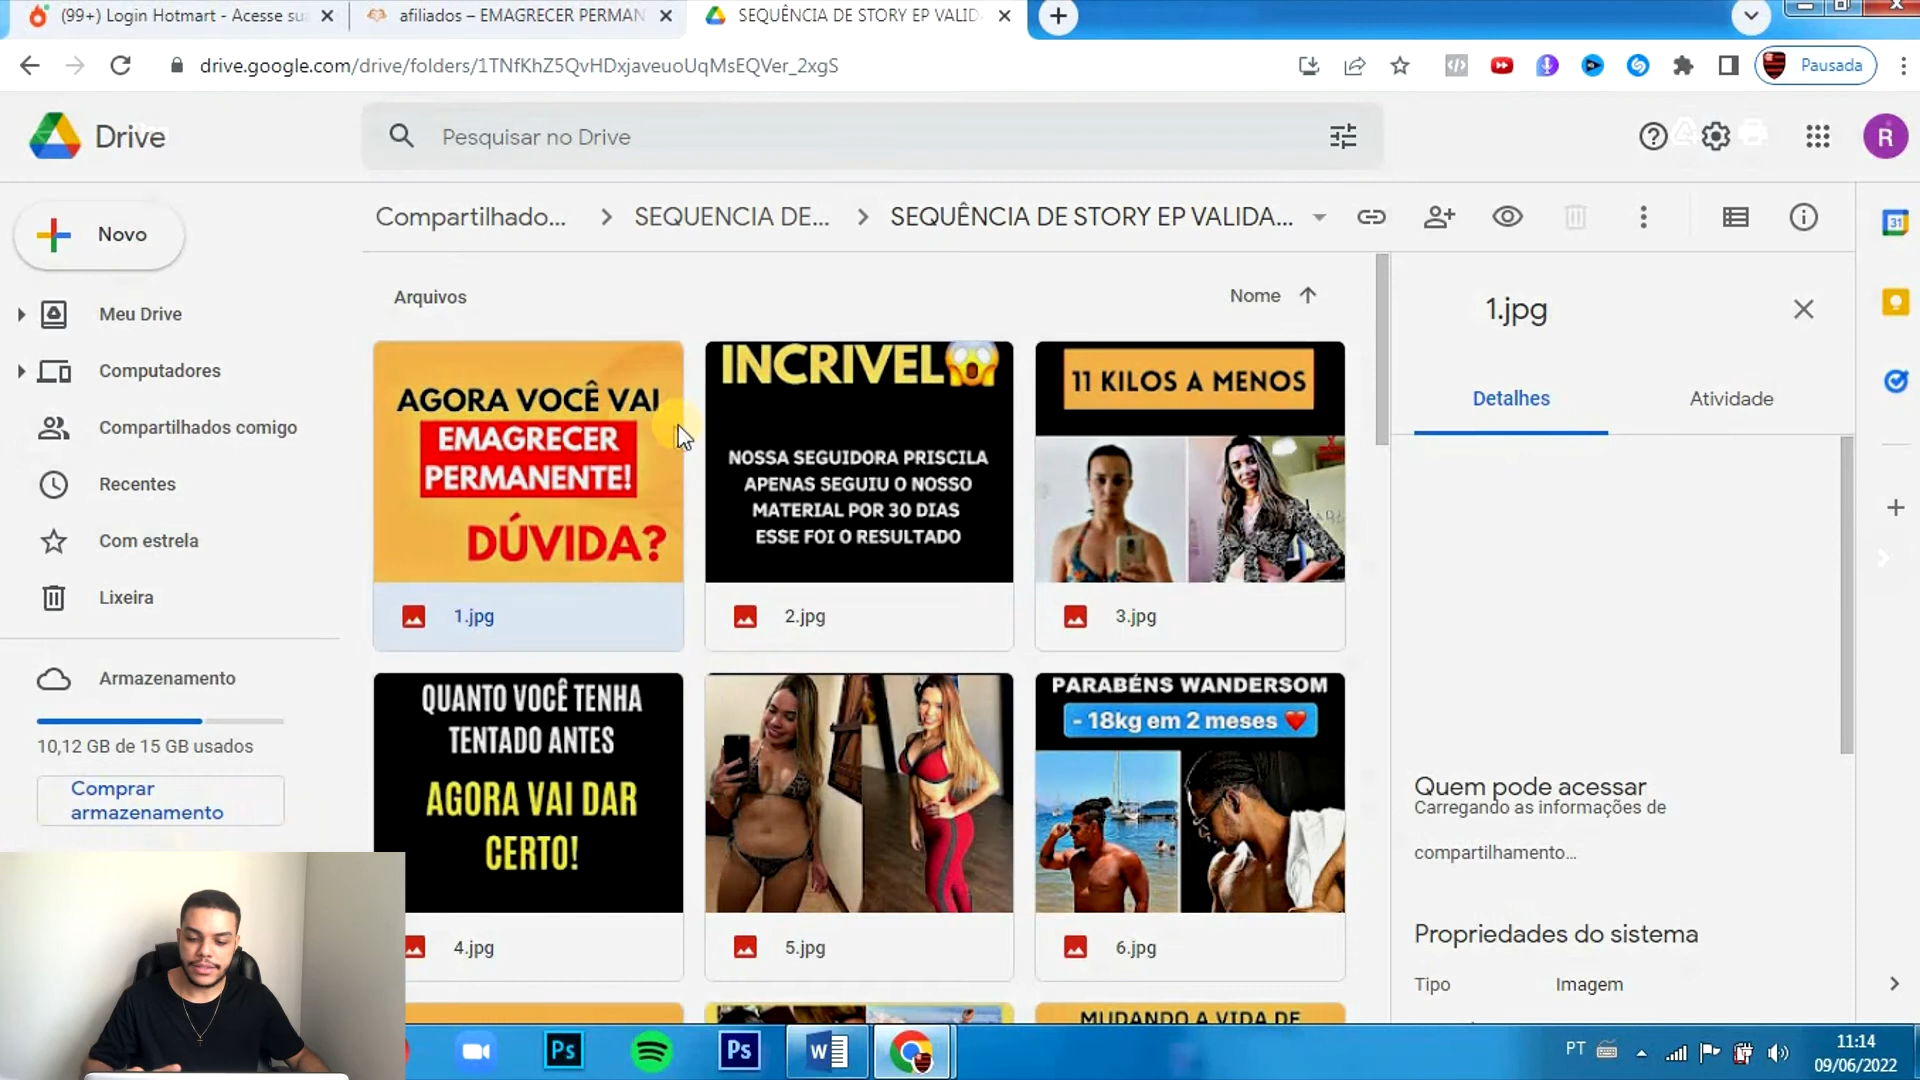 (99+) Login Hotmart - Acesse sua
afiliados – EMAGRECER PERMAN
SEQUÊNCIA DE STORY EP VALID
drive.google.com/drive/folders/1TNfKhZ5QvHDxjaveuoUqMsEQVer_2xgS
Pausada
Drive
Pesquisar no Drive
R
Novo
Compartilhado...
SEQUENCIA DE...
SEQUÊNCIA DE STORY EP VALIDA...
31
Meu Drive
Computadores
Compartilhados comigo
Recentes
Com estrela
Lixeira
Armazenamento
10,12 GB de 15 GB usados
Comprar
armazenamento
Arquivos
Nome
AGORA VOCÊ VAI
EMAGRECER
PERMANENTE!
DÚVIDA?
1.jpg
INCRIVEL😱
NOSSA SEGUIDORA PRISCILA
APENAS SEGUIU O NOSSO
MATERIAL POR 30 DIAS
ESSE FOI O RESULTADO
2.jpg
11 KILOS A MENOS
3.jpg
QUANTO VOCÊ TENHA
TENTADO ANTES
AGORA VAI DAR
CERTO!
4.jpg
5.jpg
PARABÉNS WANDERSOM
- 18kg em 2 meses ❤️
6.jpg
MUDANDO A VIDA DE
1.jpg
Detalhes
Atividade
Quem pode acessar
Carregando as informações de
compartilhamento...
Propriedades do sistema
Tipo
Imagem
Ps
Ps
W
PT
11:14
09/06/2022